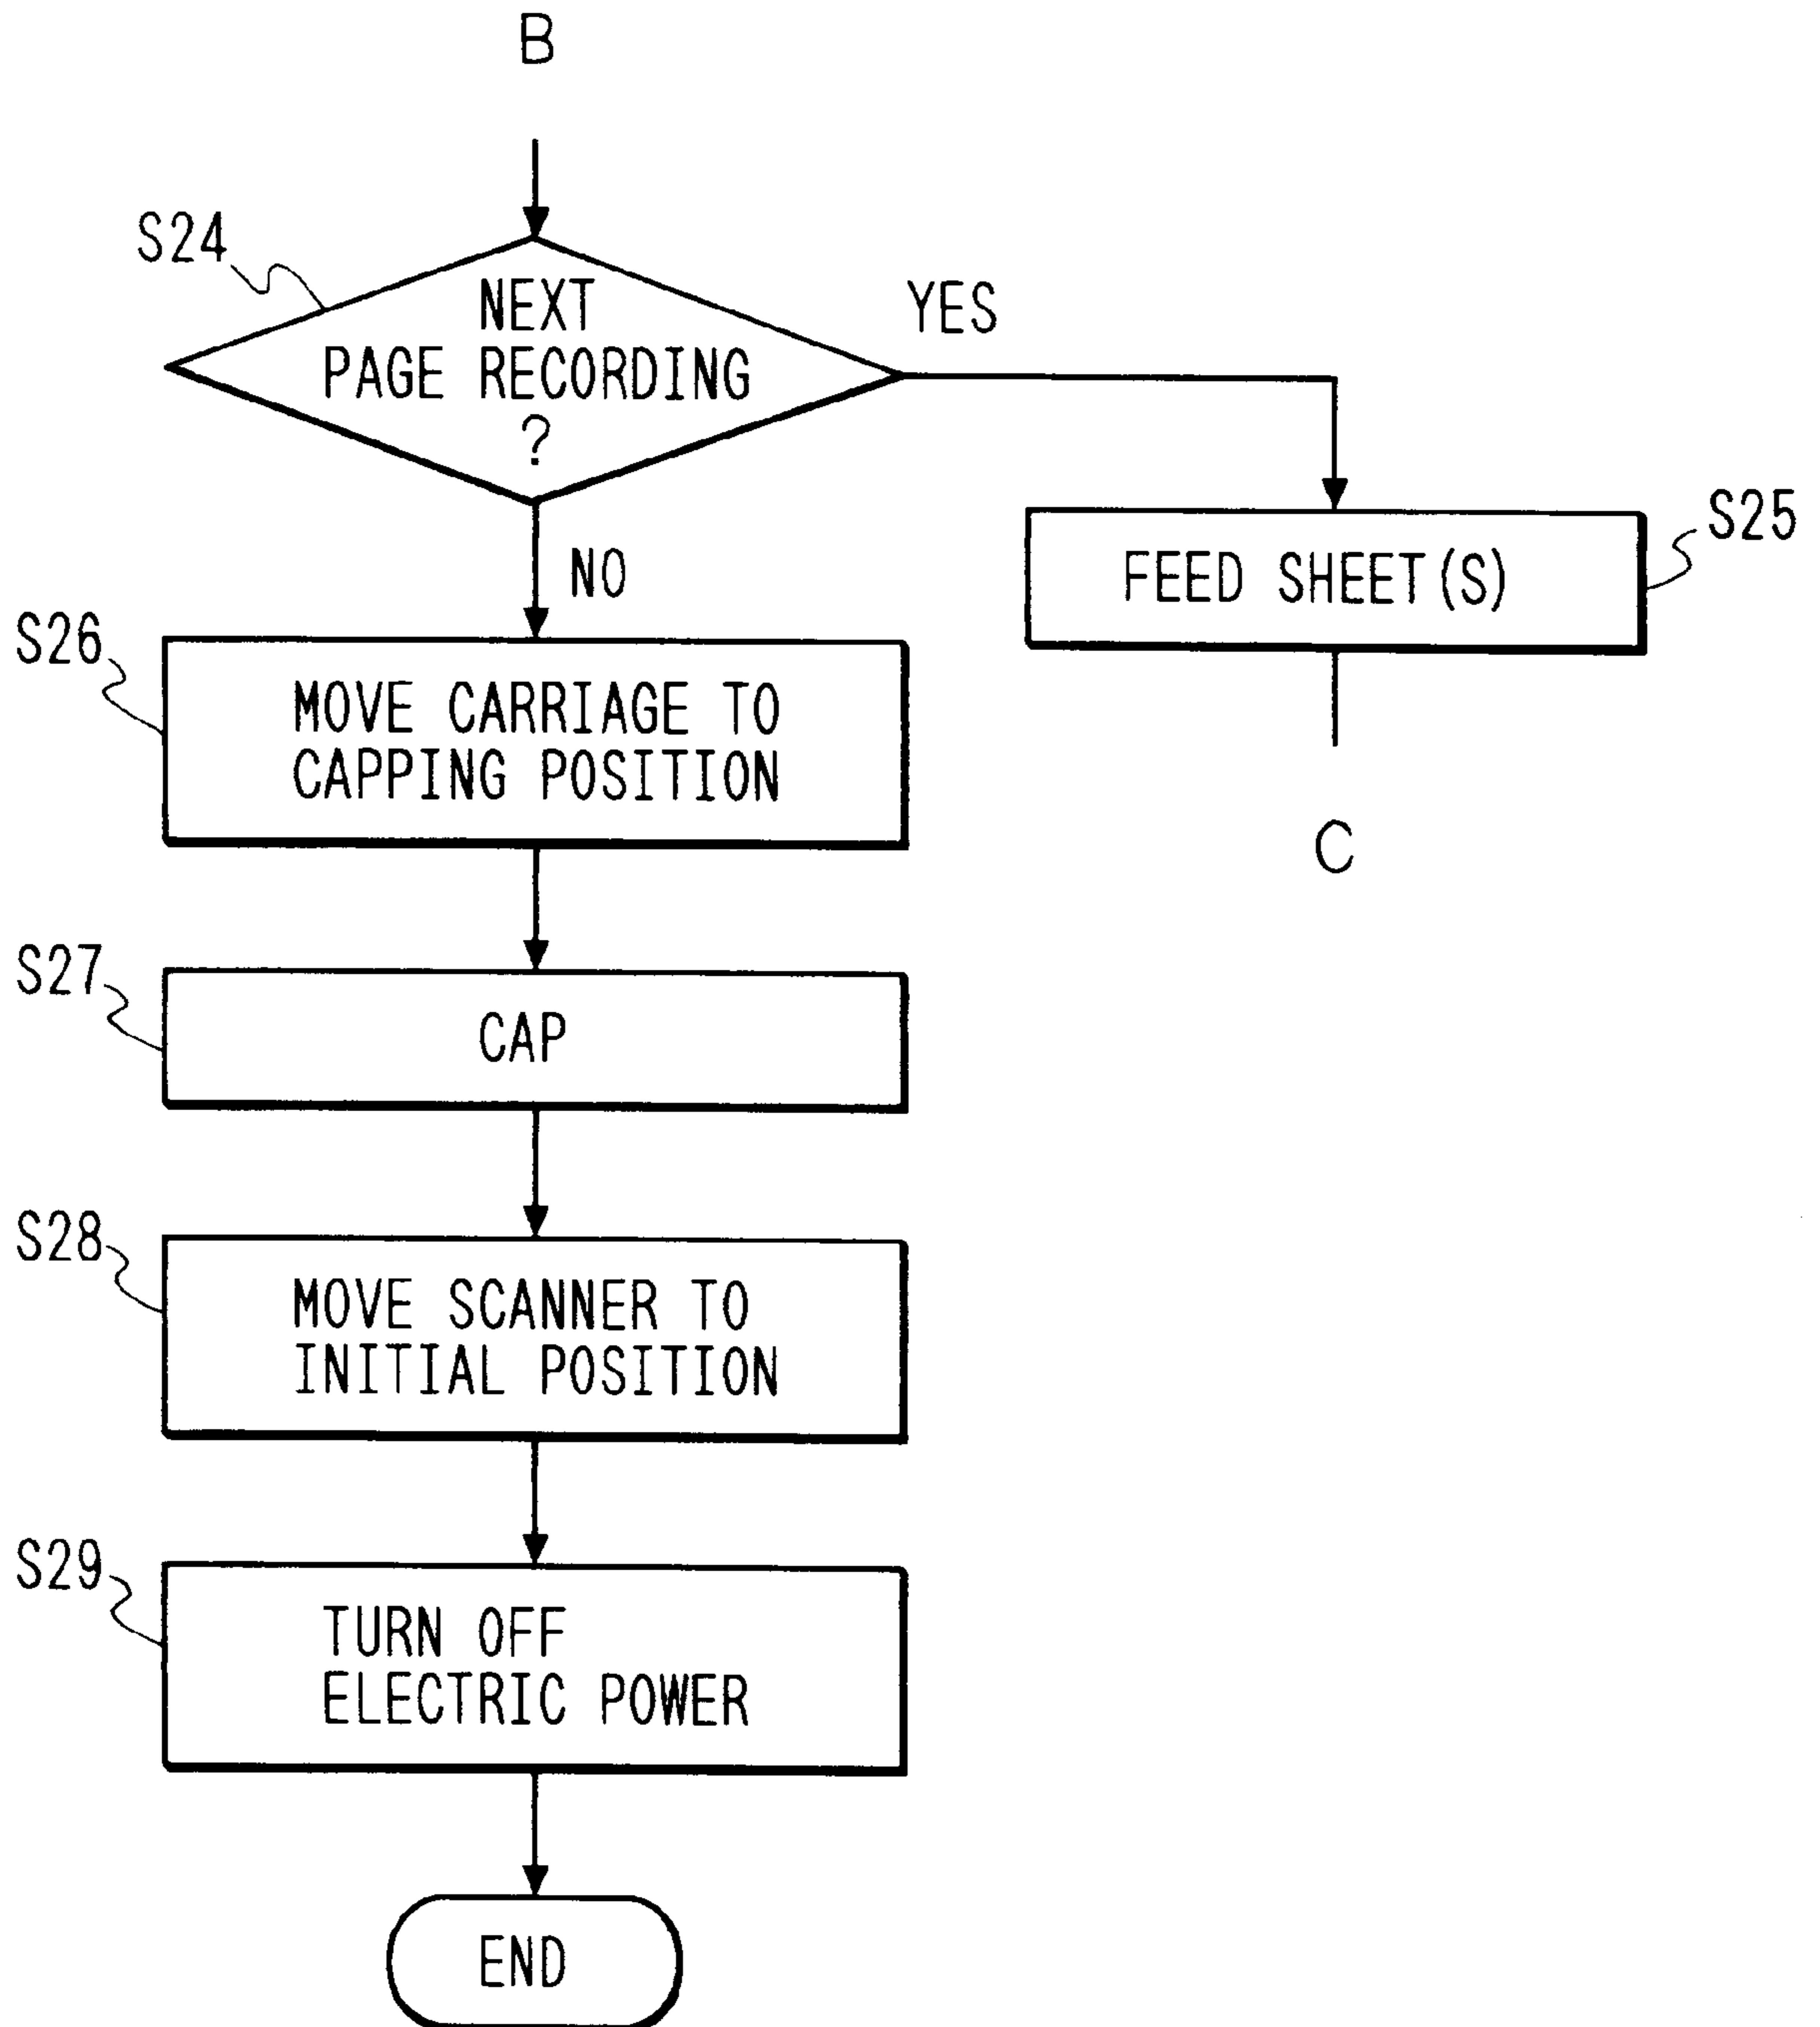 B
S24
NEXT
PAGE RECORDING
?
YES
NO
S25
FEED SHEET(S)
C
S26
MOVE CARRIAGE TO
CAPPING POSITION
S27
CAP
S28
MOVE SCANNER TO
INITIAL POSITION
S29
TURN OFF
ELECTRIC POWER
END